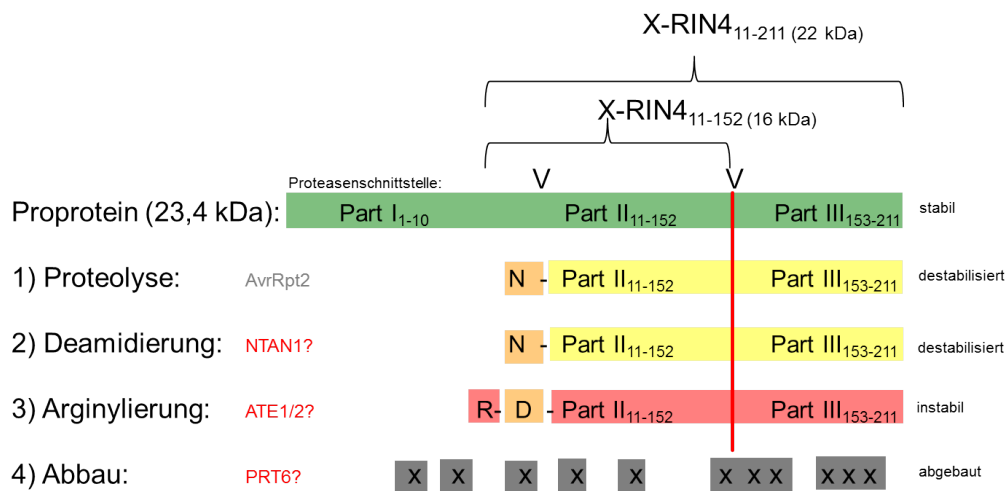 X-RIN4 11-211 (22 kDa)
X-RIN4 11-152 (16 kDa)
Proteasenschnittstelle: V V
Proprotein (23,4 kDa): Part I 1-10 Part II 11-152 Part III 153-211 stabil
1) Proteolyse: AvrRpt2 N - Part II 11-152 Part III 153-211 destabilisiert
2) Deamidierung: NTAN1? N - Part II 11-152 Part III 153-211 destabilisiert
3) Arginylierung: ATE1/2? R- D - Part II 11-152 Part III 153-211 instabil
4) Abbau: PRT6? x x x x x x x x x x x abgebaut